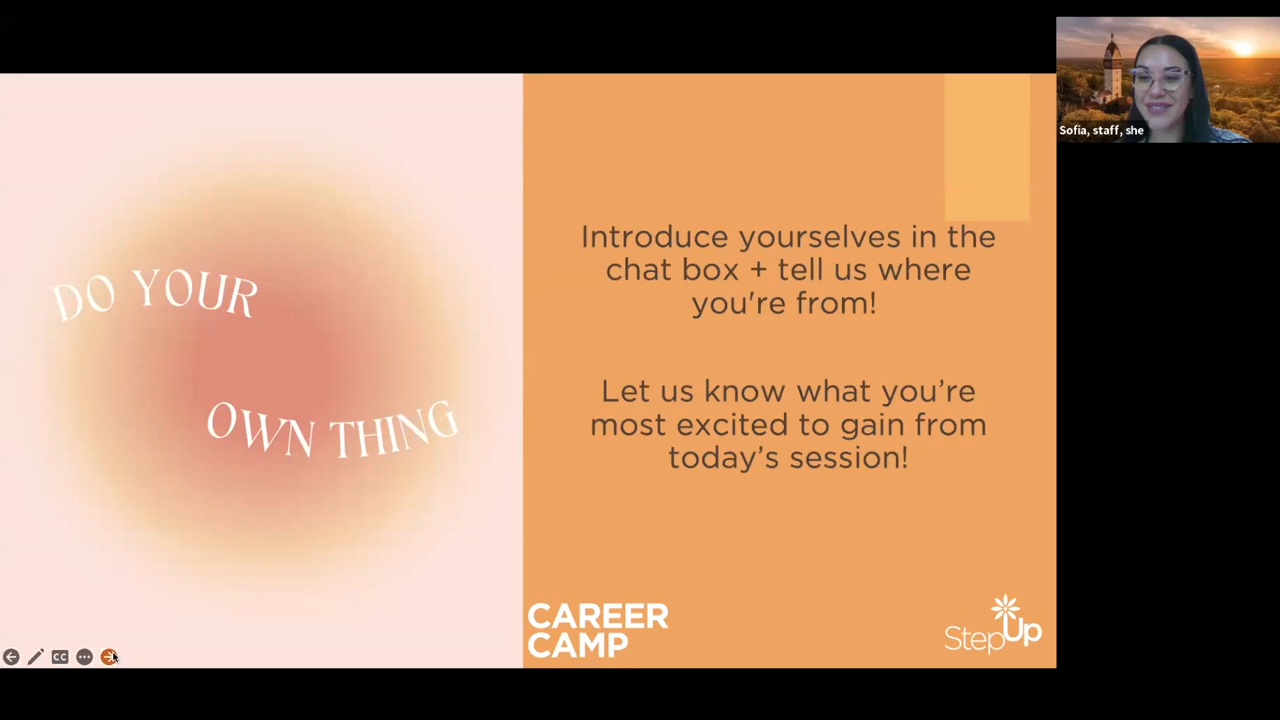 DO YOUR
OWN THING
Introduce yourselves in the
chat box + tell us where
you're from!
Let us know what you’re
most excited to gain from
today’s session!
CAREER
CAMP
StepUp
CC
Sofia, staff, she